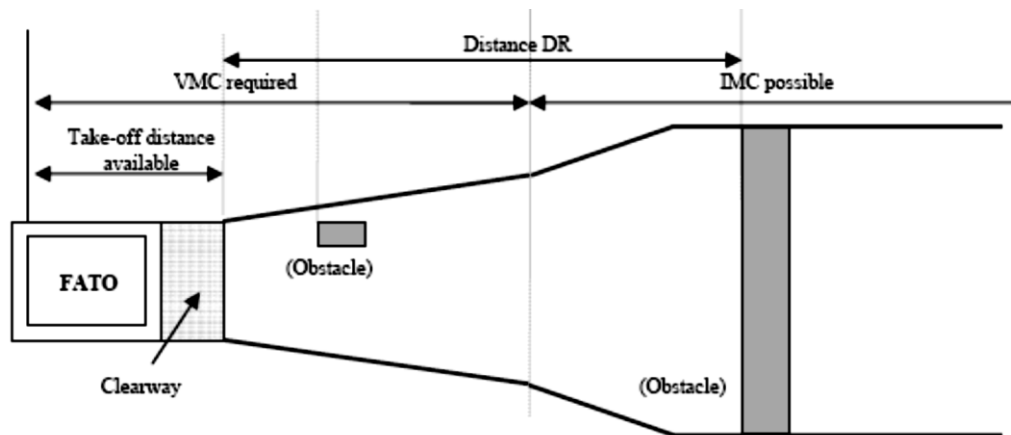 Distance DR
VMC required
IMC possible
Take-off distance
available
(Obstacle)
FATO
(Obstacle)
Clearway